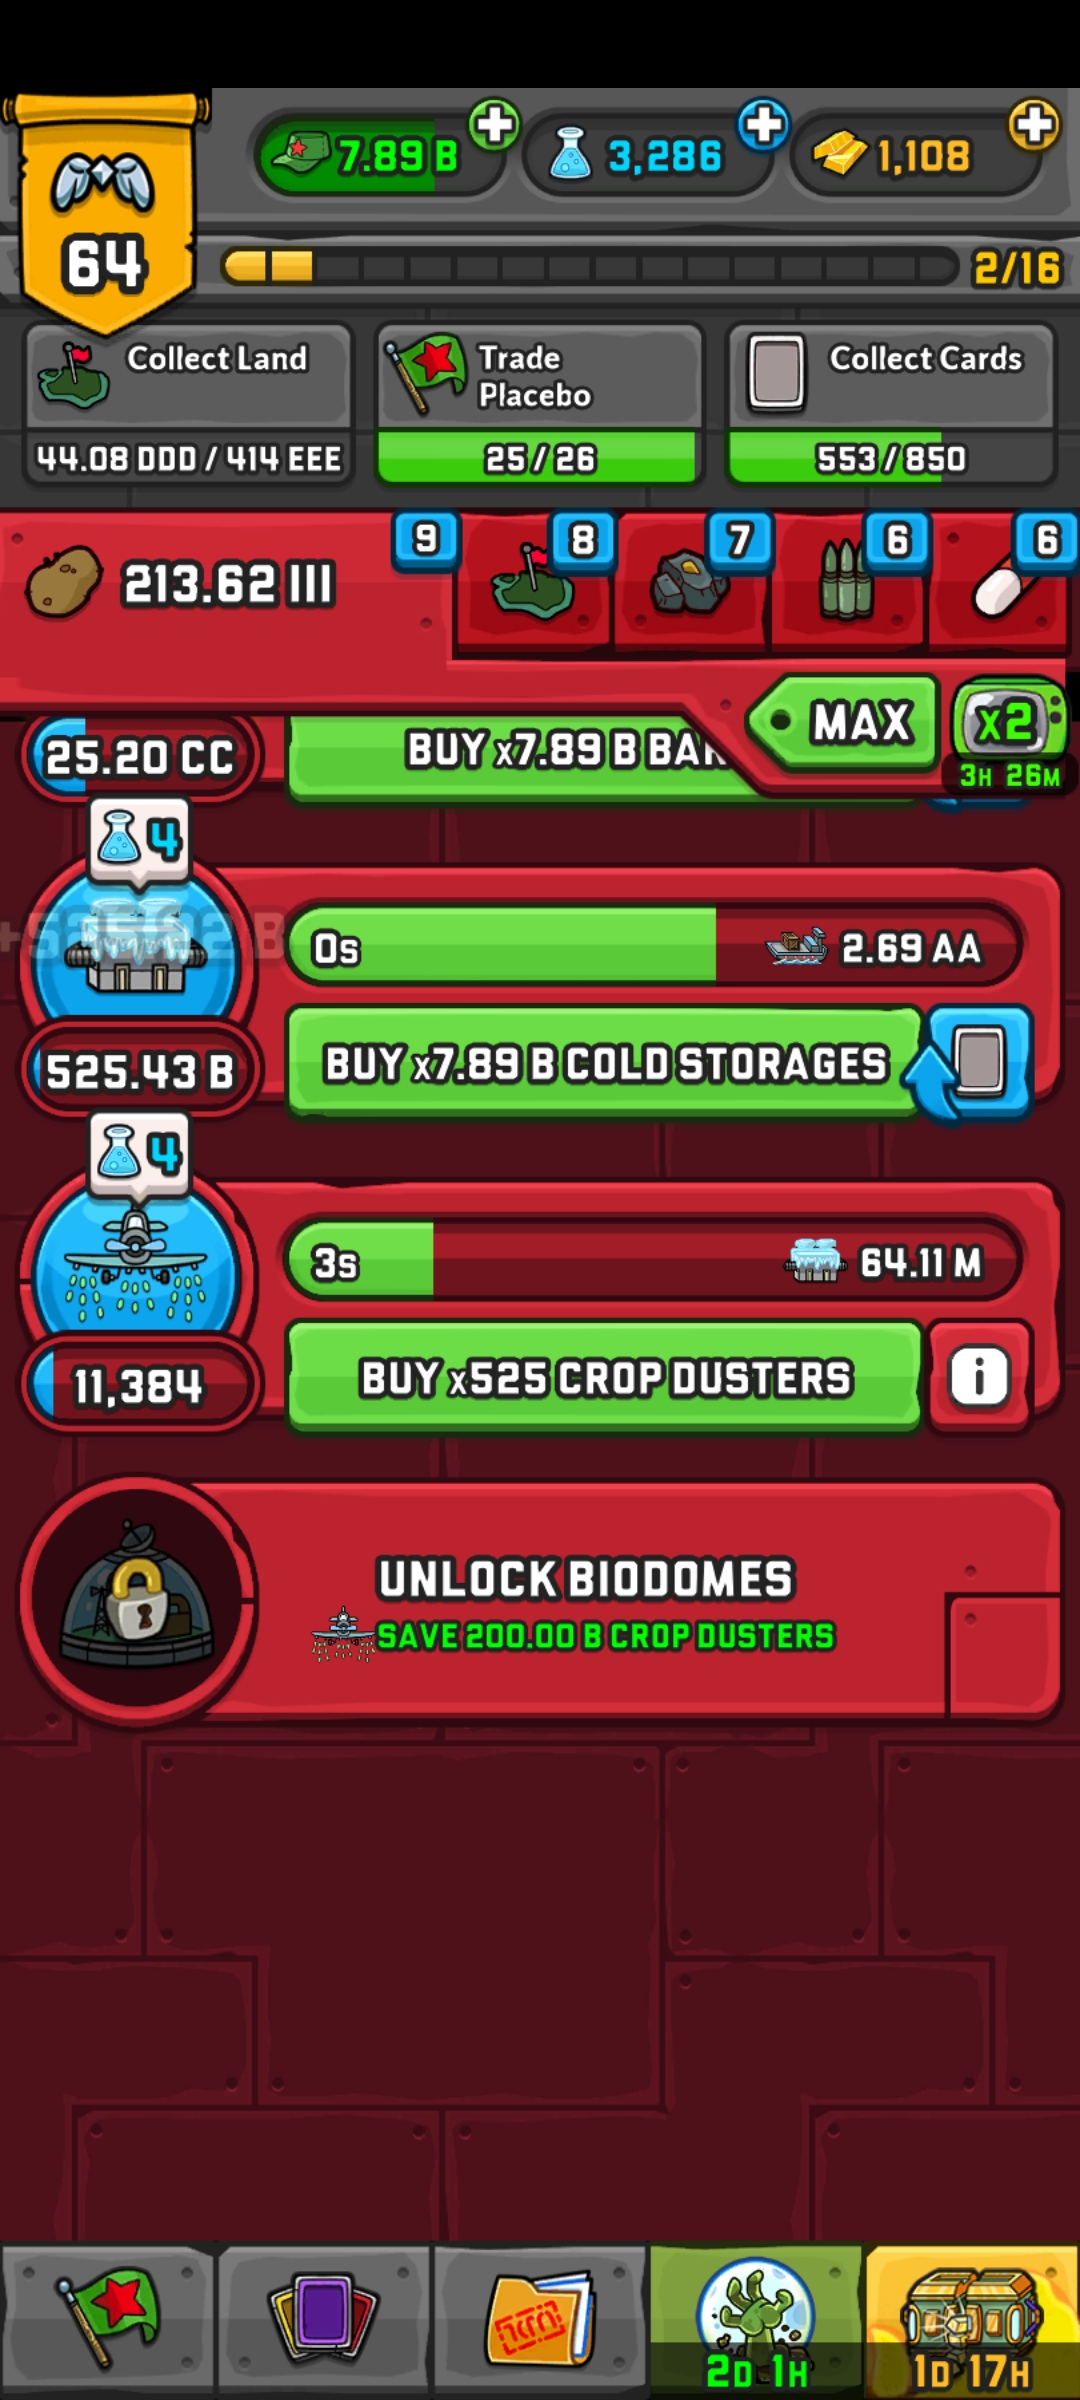 7.89 B
3,286
1,108
64
2/16
Collect Land
44.08 DDD / 414 EEE
Trade
Placebo
25 / 26
Collect Cards
553 / 850
213.62 III
9
8
7
6
6
MAX
x2
3H 26M
25.20 CC
BUY x7.89 B BAR
4
0s
2.69 AA
525.43 B
BUY x7.89 B COLD STORAGES
4
3s
64.11 M
11,384
BUY x525 CROP DUSTERS
i
UNLOCK BIODOMES
SAVE 200.00 B CROP DUSTERS
2D 1H
1D 17H